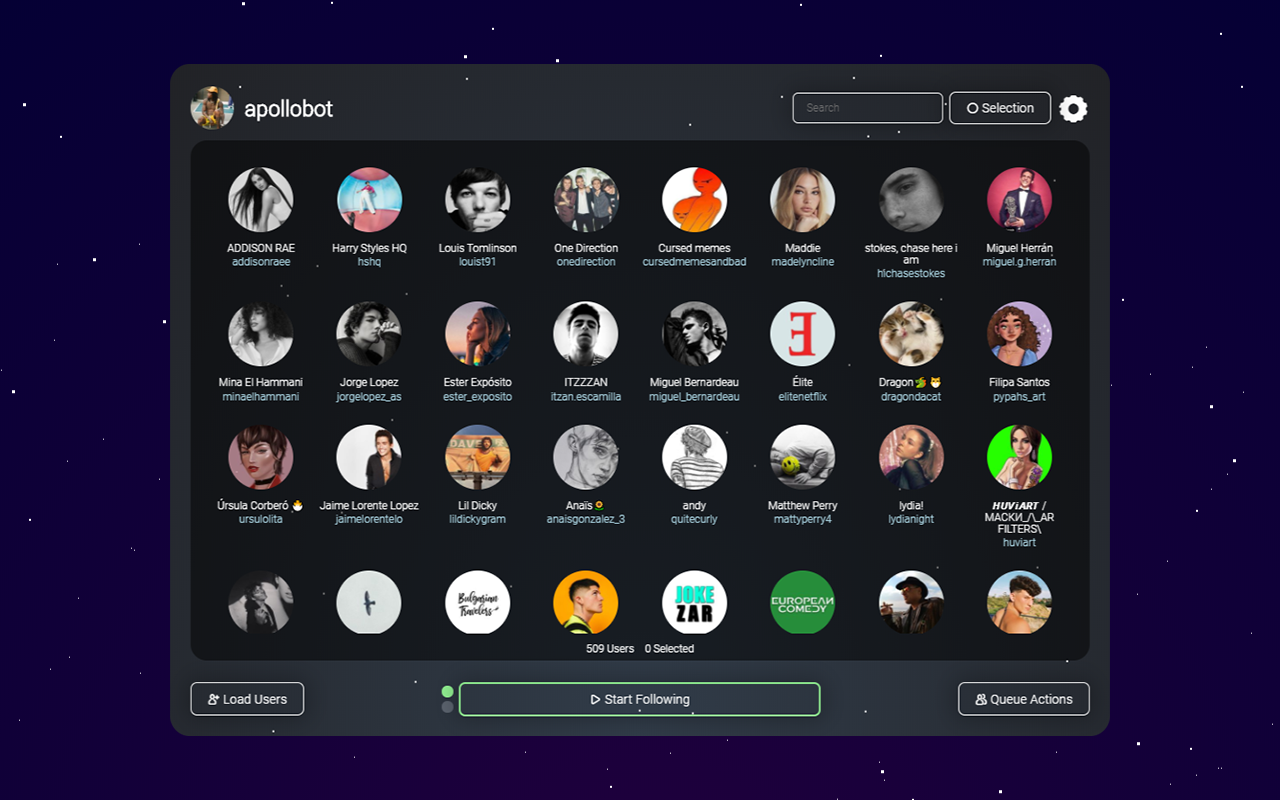 apollobot
Search
Selection
ADDISON RAE
addisonraee
Harry Styles HQ
hshq
Louis Tomlinson
louist91
One Direction
onedirection
Cursed memes
cursedmemesandbad
Maddie
madelyncline
stokes, chase here i
am
hichasestokes
Miguel Herrán
miguel.g.herran
Mina El Hammani
minaelhammani
Jorge Lopez
jorgelopez_as
Ester Expósito
ester_exposito
ITZZZAN
itzan.escamilla
Miguel Bernardeau
miguel_bernardeau
Élite
elitenetflix
Dragon🐉 🐱
dragondacat
Filipa Santos
pypahs_art
Úrsula Corberó 🐣
ursulolita
Jaime Lorente Lopez
jaimelorentelo
DAVE
Lil Dicky
lildickygram
Anaïs🌻
anaisgonzalez_3
andy
quitecurly
Matthew Perry
mattyperry4
lydia!
lydianight
HUViART /
МАСКИ_/\_AR
FILTERS\
huviart
Bulgarian
Travelers
JOKE
ZAR
EUROPEAN
COMEDY
509 Users 0 Selected
Load Users
Start Following
Queue Actions